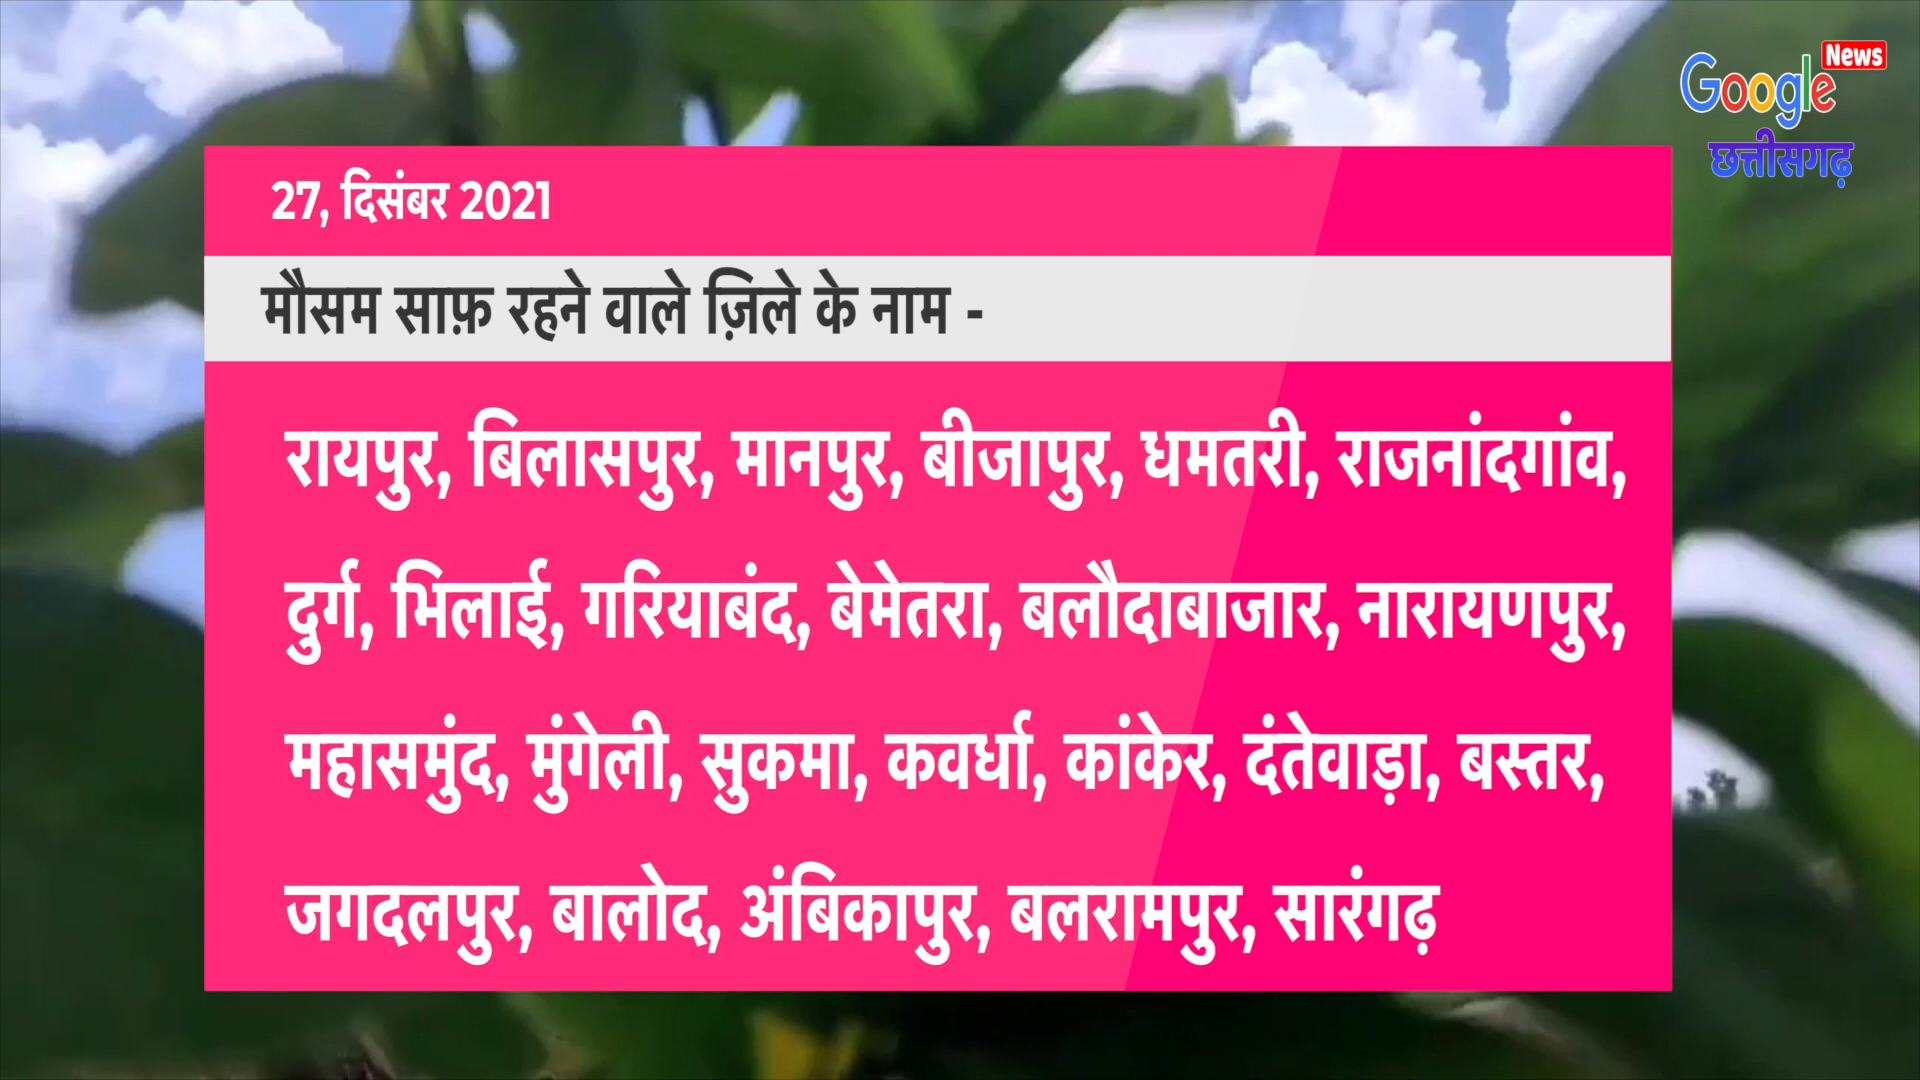 Google News
छत्तीसगढ़
27, दिसंबर 2021
मौसम साफ़ रहने वाले ज़िले के नाम -
रायपुर, बिलासपुर, मानपुर, बीजापुर, धमतरी, राजनांदगांव,
दुर्ग, भिलाई, गरियाबंद, बेमेतरा, बलौदाबाजार, नारायणपुर,
महासमुंद, मुंगेली, सुकमा, कवर्धा, कांकेर, दंतेवाड़ा, बस्तर,
जगदलपुर, बालोद, अंबिकापुर, बलरामपुर, सारंगढ़